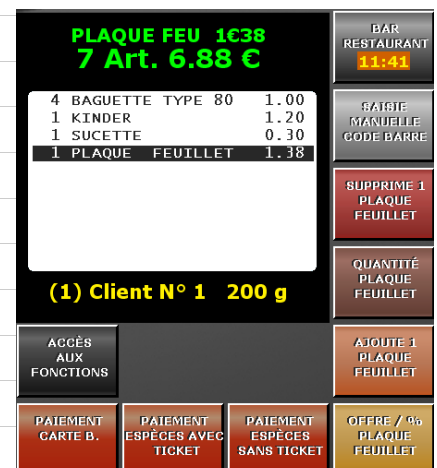 PLAQUE FEU 1€38
7 Art. 6.88 €
4 BAGUETTE TYPE 80 1.00
1 KINDER 1.20
1 SUCETTE 0.30
1 PLAQUE FEUILLET 1.38
(1) Client N° 1 200 g
BAR
RESTAURANT
11:41
SAISIE
MANUELLE
CODE BARRE
SUPPRIME 1
PLAQUE
FEUILLET
QUANTITÉ
PLAQUE
FEUILLET
ACCÈS
AUX
FONCTIONS
AJOUTE 1
PLAQUE
FEUILLET
PAIEMENT
CARTE B.
PAIEMENT
ESPÈCES AVEC
TICKET
PAIEMENT
ESPÈCES
SANS TICKET
OFFRE / %
PLAQUE
FEUILLET